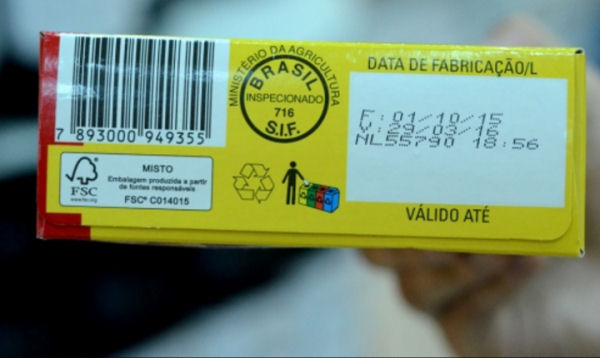 7 893000 949355
MINISTÉRIO DA AGRICULTURA
BRASIL
INSPECIONADO
716
S.I.F.
DATA DE FABRICAÇÃO/L
F: 01/10/15
V: 29/03/16
NL55790 18:56
VÁLIDO ATÉ
FSC
www.fsc.org
MISTO
Embalagem produzida a partir
de fontes responsáveis
FSC® C014015